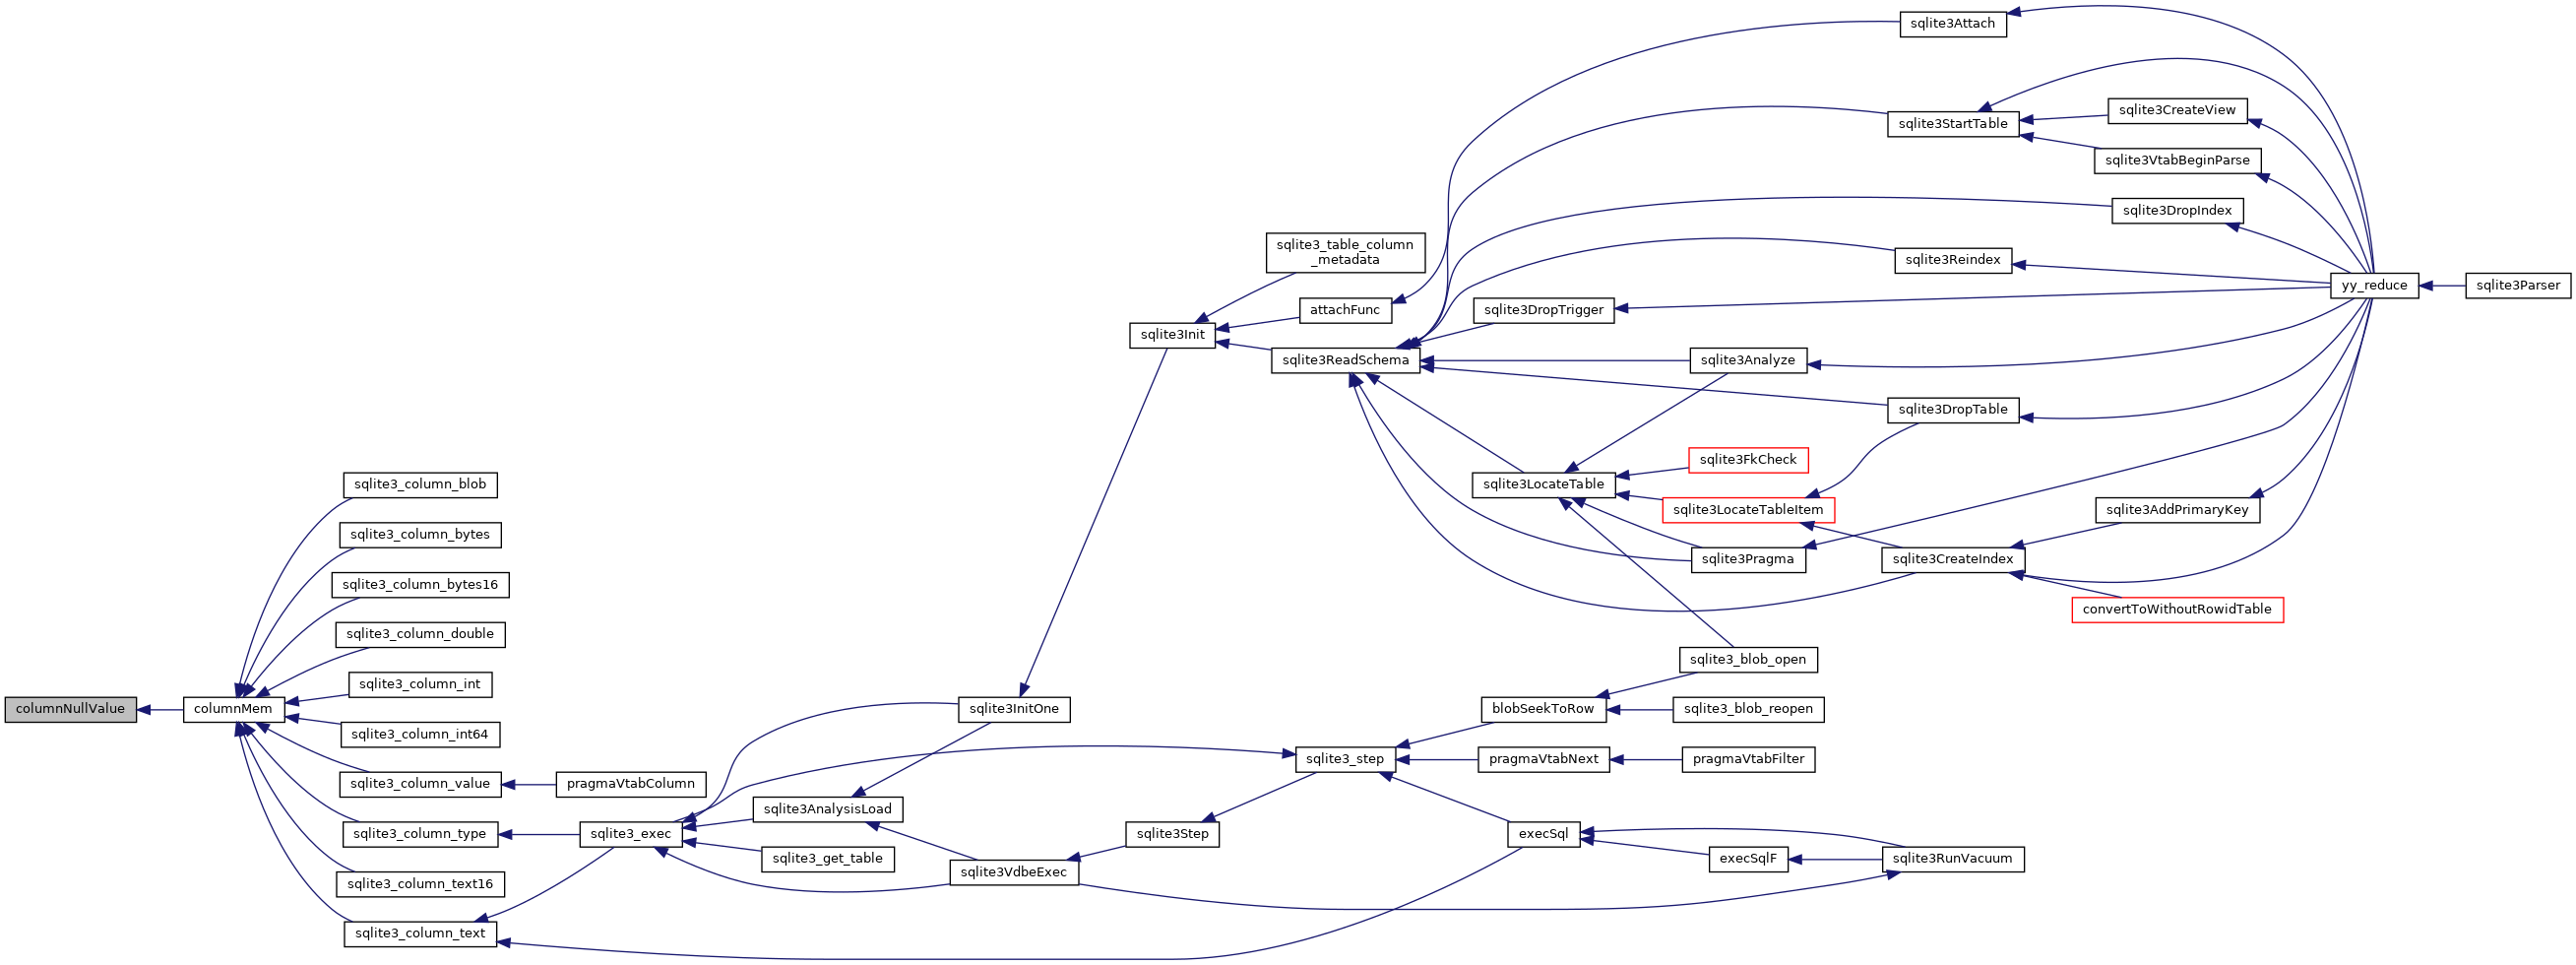 sqlite3Attach
sqlite3CreateView
sqlite3StartTable
sqlite3VtabBeginParse
sqlite3DropIndex
sqlite3_table_column
_metadata
sqlite3Reindex
yy_reduce
sqlite3Parser
attachFunc
sqlite3DropTrigger
sqlite3Init
sqlite3ReadSchema
sqlite3Analyze
sqlite3DropTable
sqlite3FkCheck
sqlite3_column_blob
sqlite3LocateTable
sqlite3LocateTableItem
sqlite3AddPrimaryKey
sqlite3_column_bytes
sqlite3Pragma
sqlite3CreateIndex
sqlite3_column_bytes16
convertToWithoutRowidTable
sqlite3_column_double
sqlite3_blob_open
sqlite3_column_int
columnNullValue
columnMem
sqlite3InitOne
blobSeekToRow
sqlite3_blob_reopen
sqlite3_column_int64
sqlite3_step
pragmaVtabNext
pragmaVtabFilter
sqlite3_column_value
pragmaVtabColumn
sqlite3AnalysisLoad
sqlite3_column_type
sqlite3_exec
sqlite3Step
execSql
sqlite3_get_table
execSqlF
sqlite3RunVacuum
sqlite3VdbeExec
sqlite3_column_text16
sqlite3_column_text